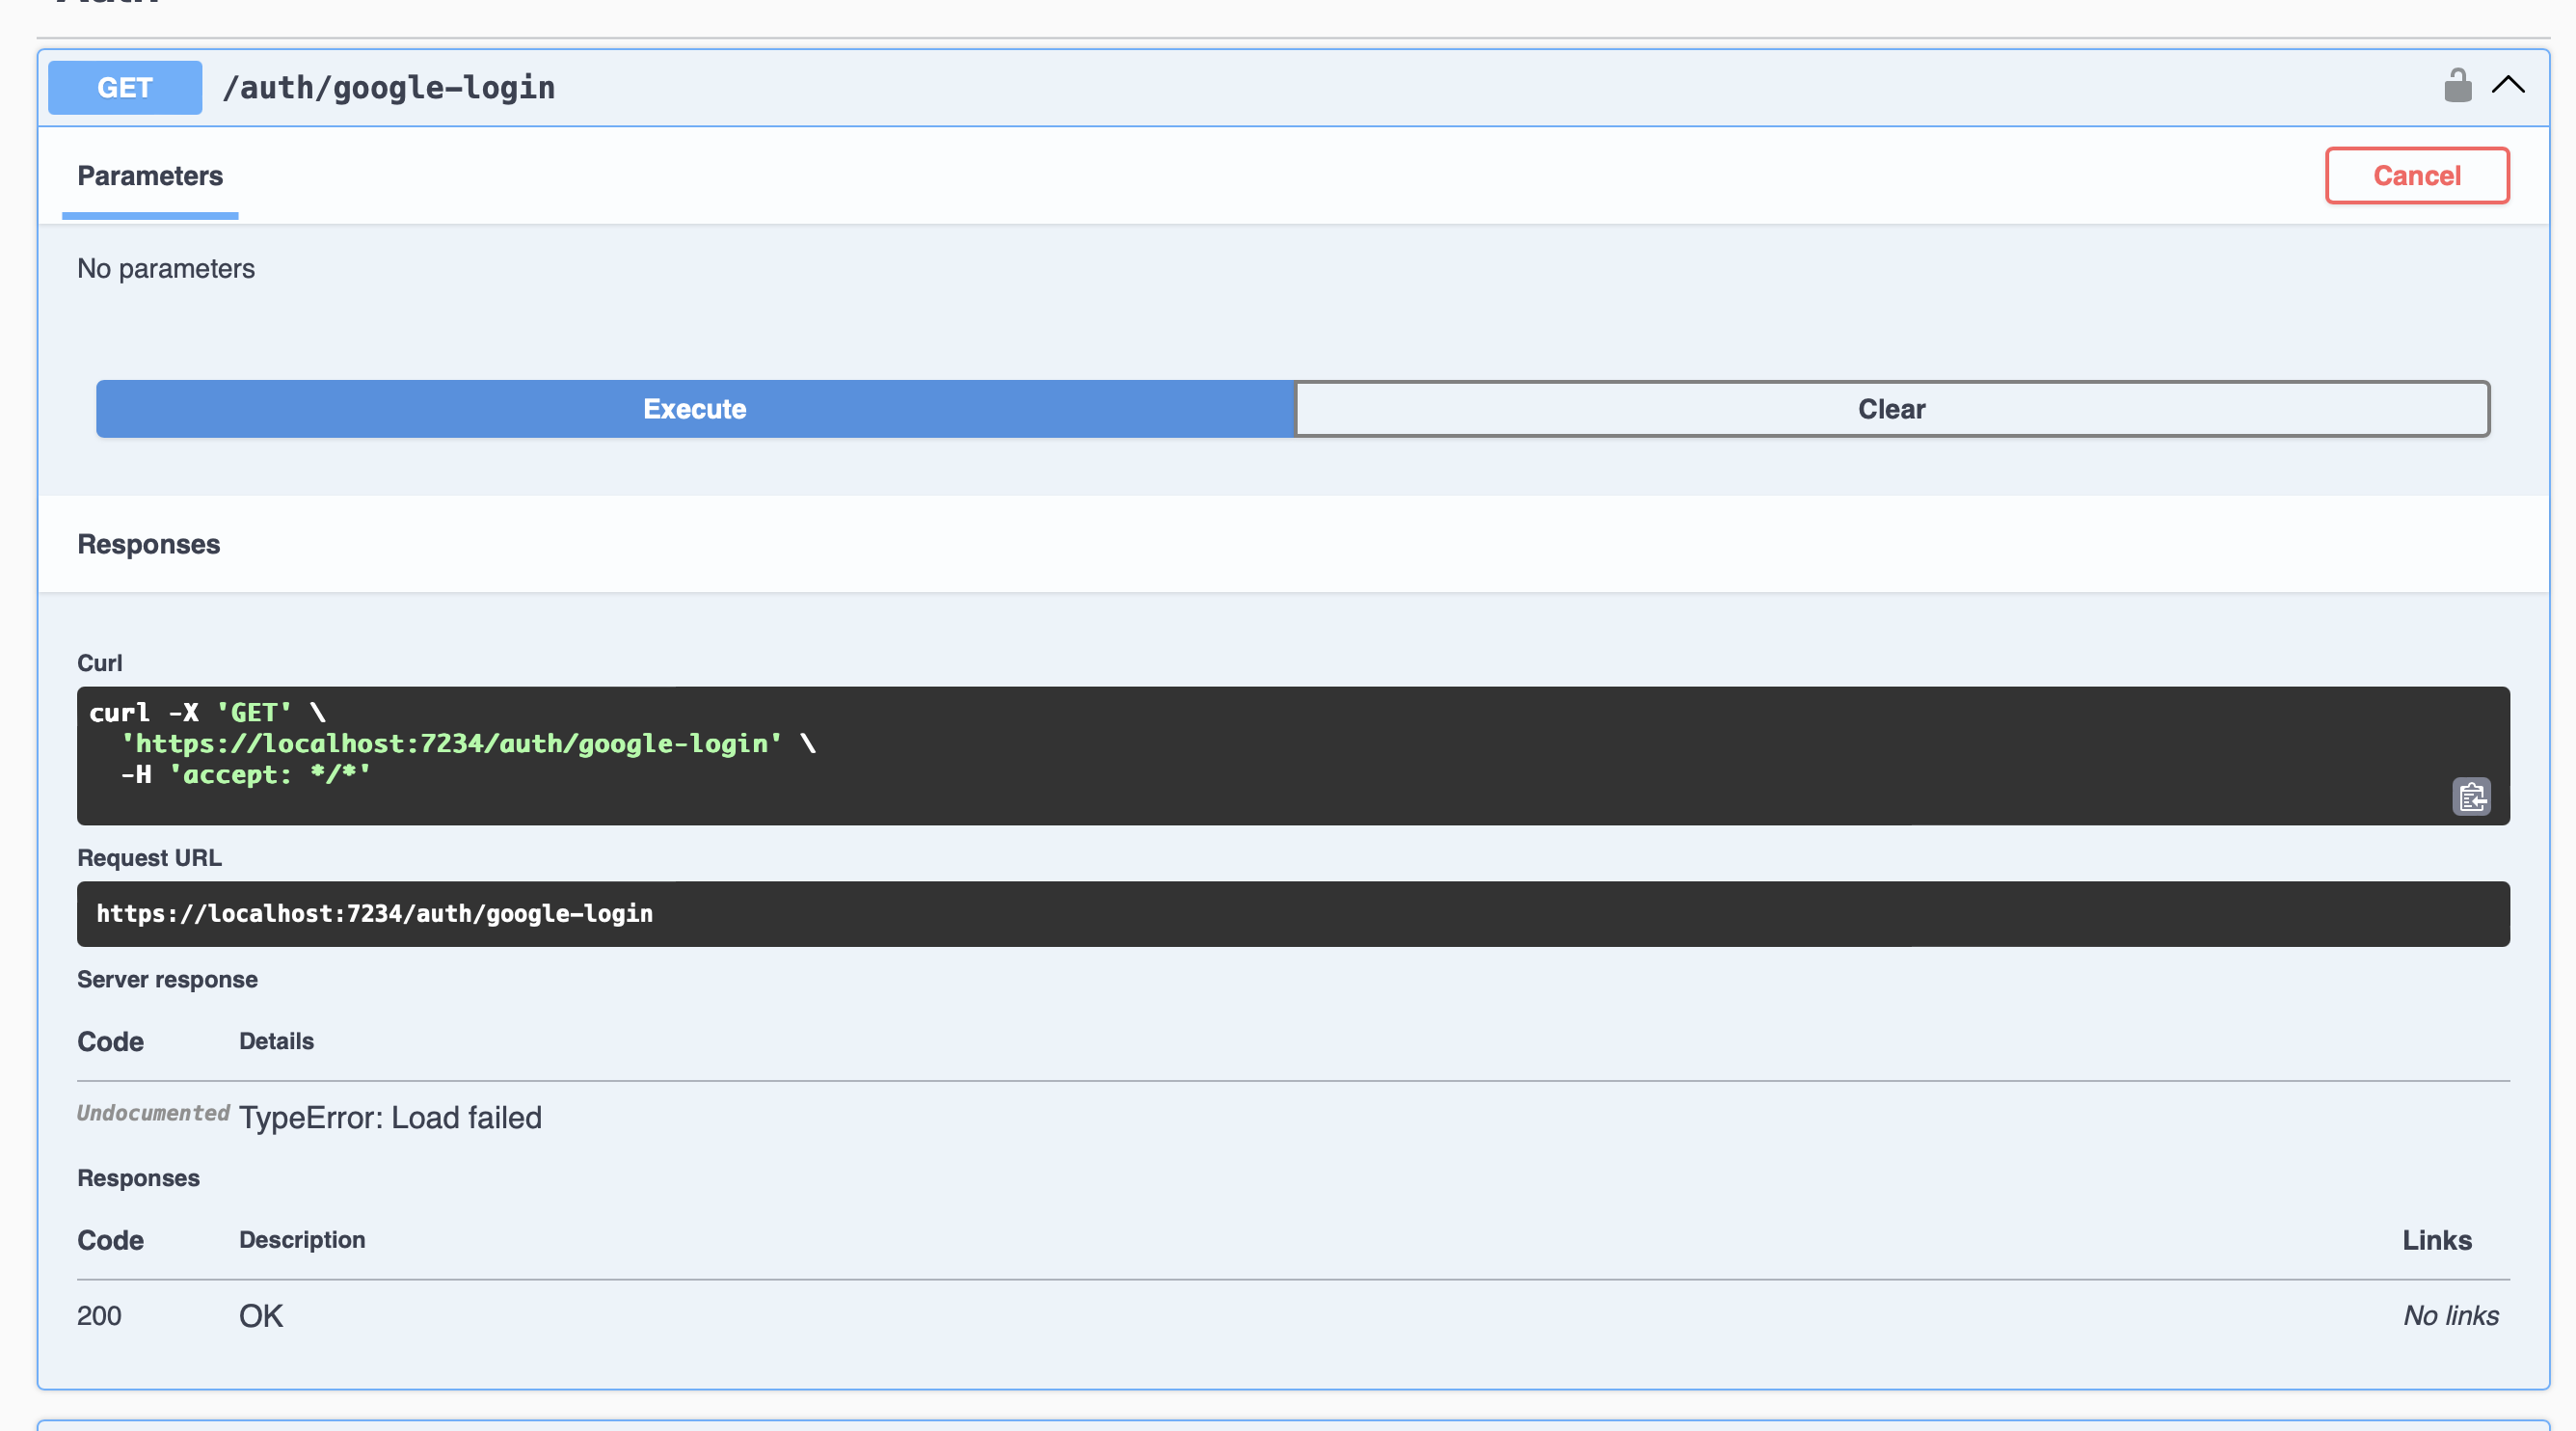 GET /auth/google-login
Parameters
Cancel
No parameters
Execute
Clear
Responses
Curl
curl -X 'GET' \
  'https://localhost:7234/auth/google-login' \
  -H 'accept: */*'
Request URL
https://localhost:7234/auth/google-login
Server response
Code Details
Undocumented TypeError: Load failed
Responses
Code Description Links
200 OK No links